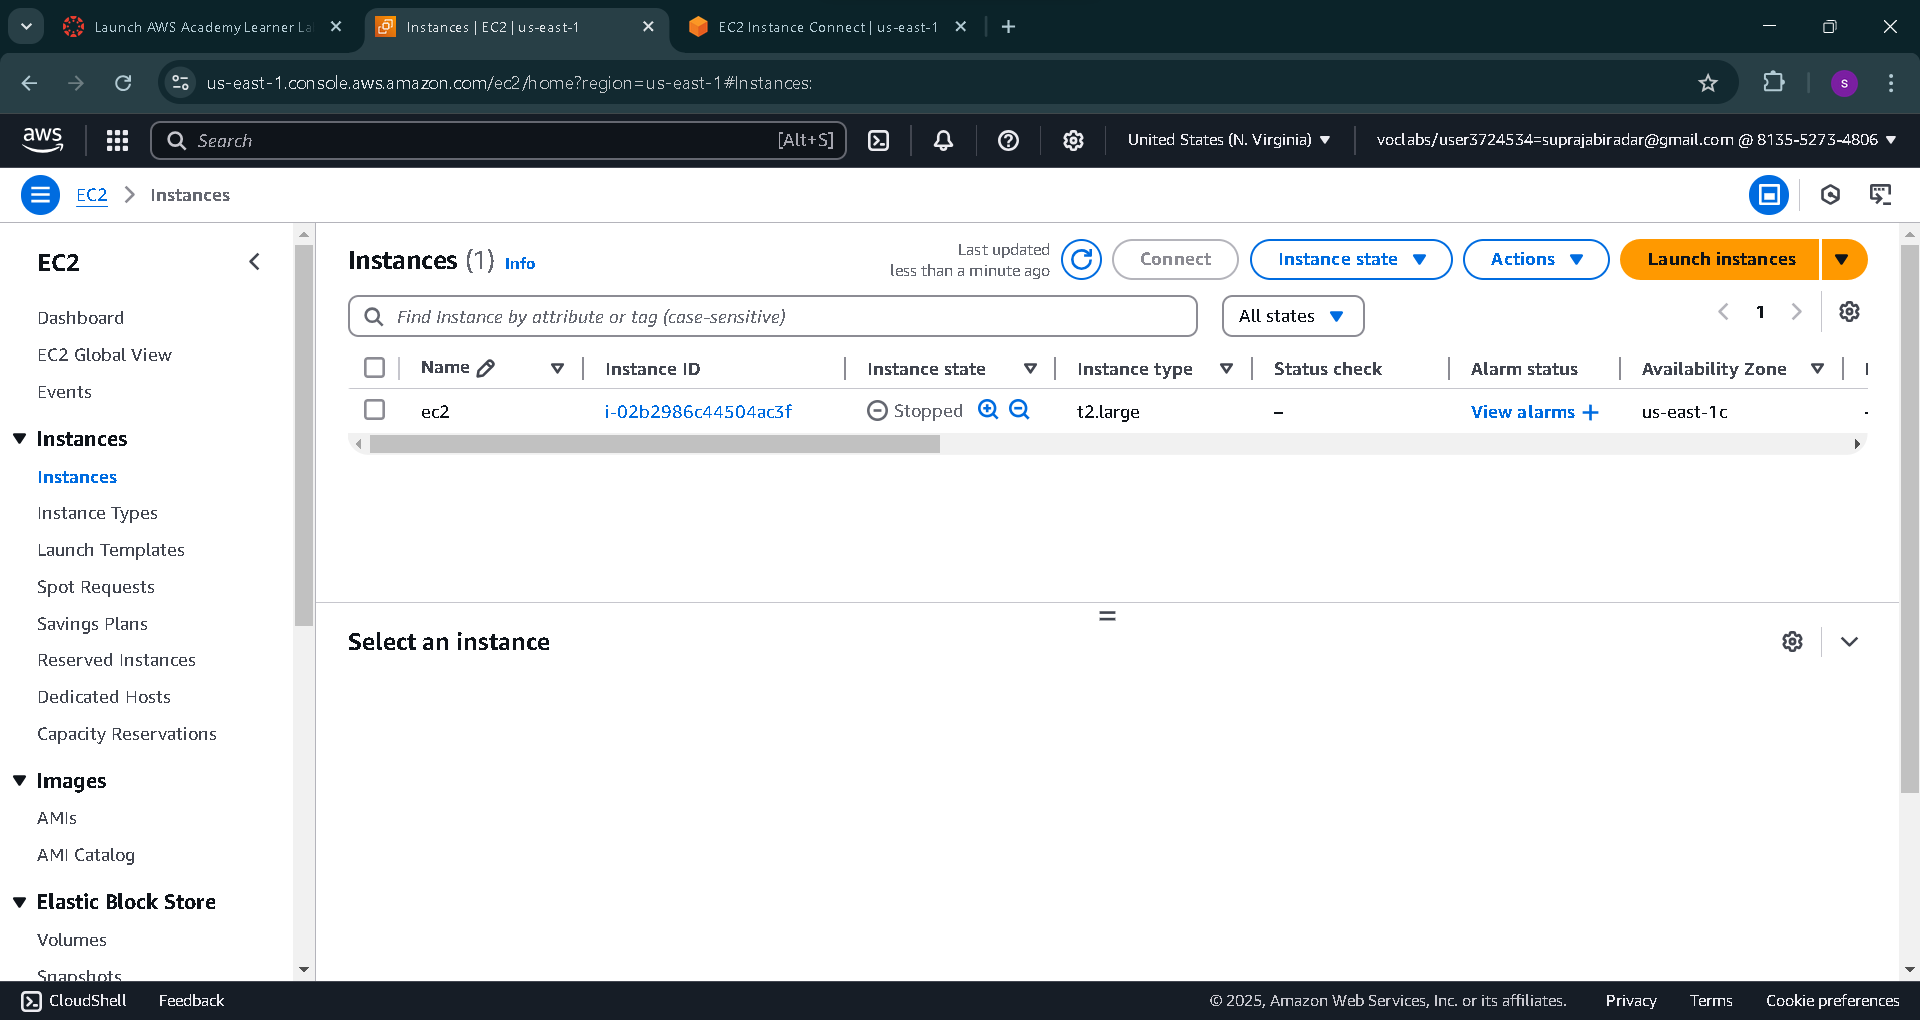 Launch AWS Academy Learner La
Instances | EC2 | us-east-1
EC2 Instance Connect | us-east-1
us-east-1.console.aws.amazon.com/ec2/home?region=us-east-1#Instances:
s
aws
Search [Alt+S]
United States (N. Virginia)
voclabs/user3724534=suprajabiradar@gmail.com @ 8135-5273-4806
EC2 Instances
EC2
Dashboard
EC2 Global View
Events
Instances
Instances
Instance Types
Launch Templates
Spot Requests
Savings Plans
Reserved Instances
Dedicated Hosts
Capacity Reservations
Images
AMIs
AMI Catalog
Elastic Block Store
Volumes
Snapshots
Instances (1) Info
Last updated
less than a minute ago
Connect
Instance state
Actions
Launch instances
Find Instance by attribute or tag (case-sensitive)
All states
1
Name Instance ID Instance state Instance type Status check Alarm status Availability Zone
ec2 i-02b2986c44504ac3f Stopped t2.large – View alarms + us-east-1c
Select an instance
CloudShell Feedback © 2025, Amazon Web Services, Inc. or its affiliates. Privacy Terms Cookie preferences